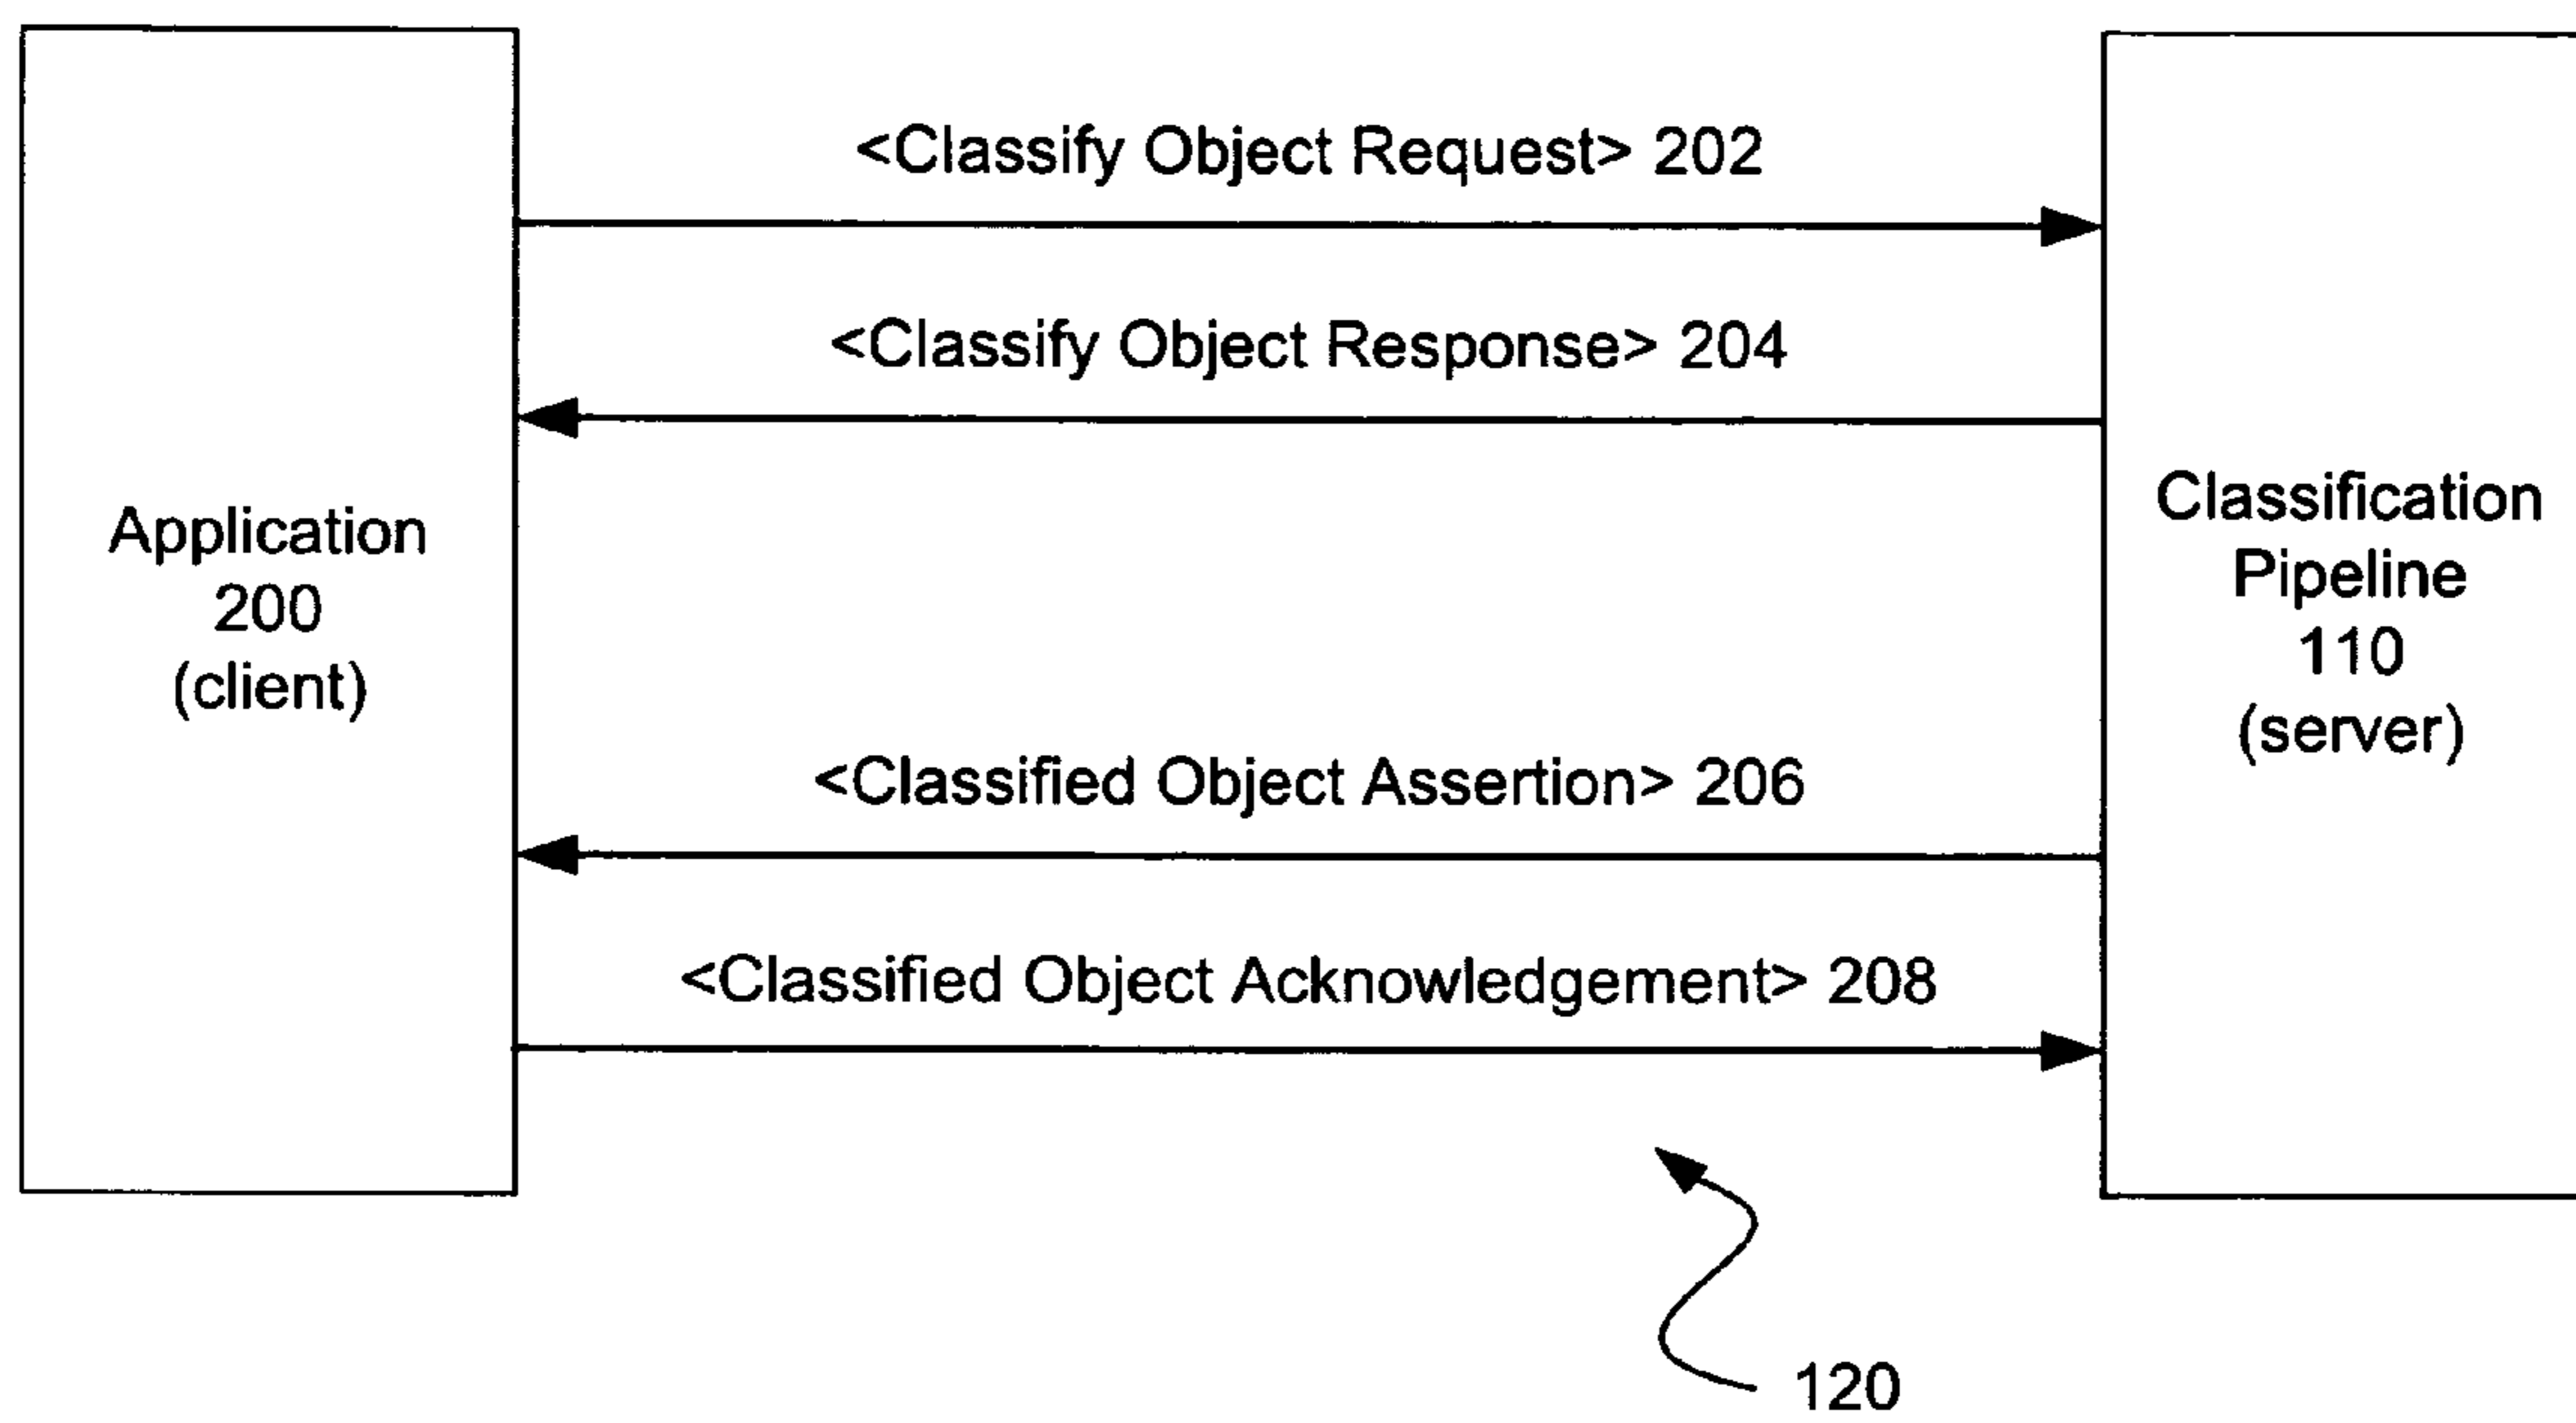 <Classify Object Request> 202
<Classify Object Response> 204
Application
200
(client)
Classification
Pipeline
110
(server)
<Classified Object Assertion> 206
<Classified Object Acknowledgement> 208
120